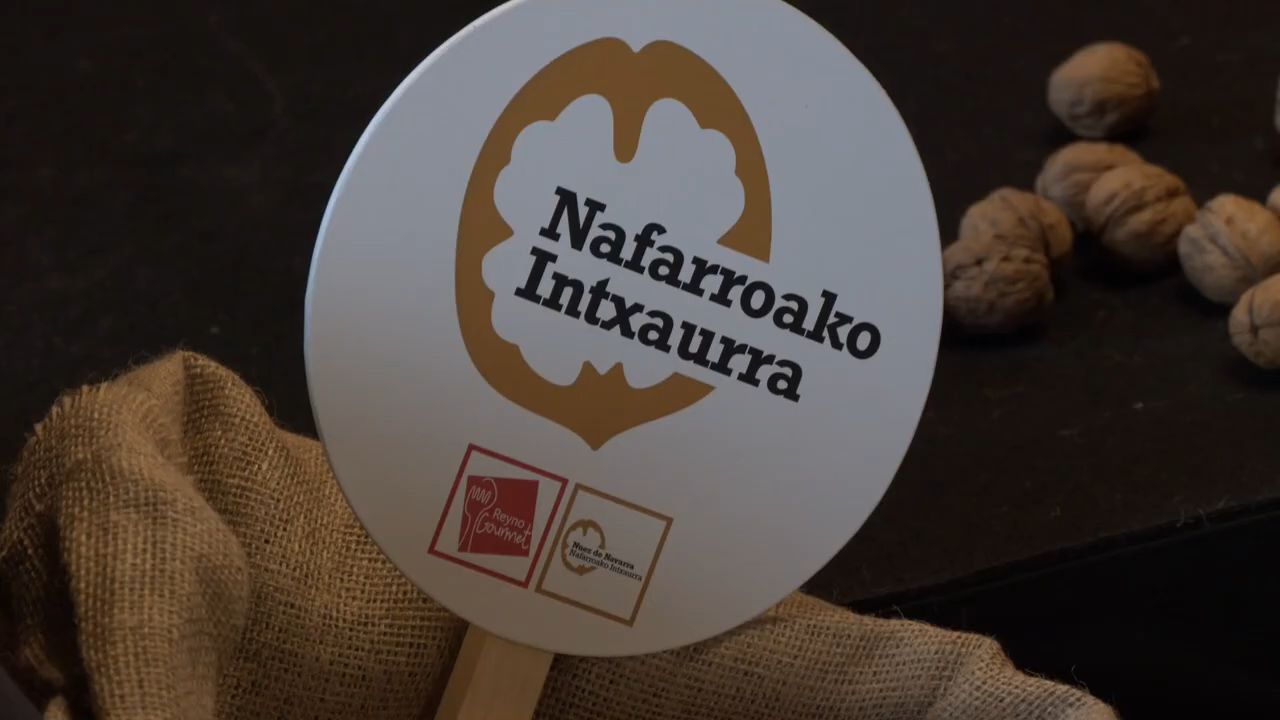 Nafarroako
Intxaurra
Reyno
Gourmet
Nuez de Navarra
Nafarroako Intxaurra